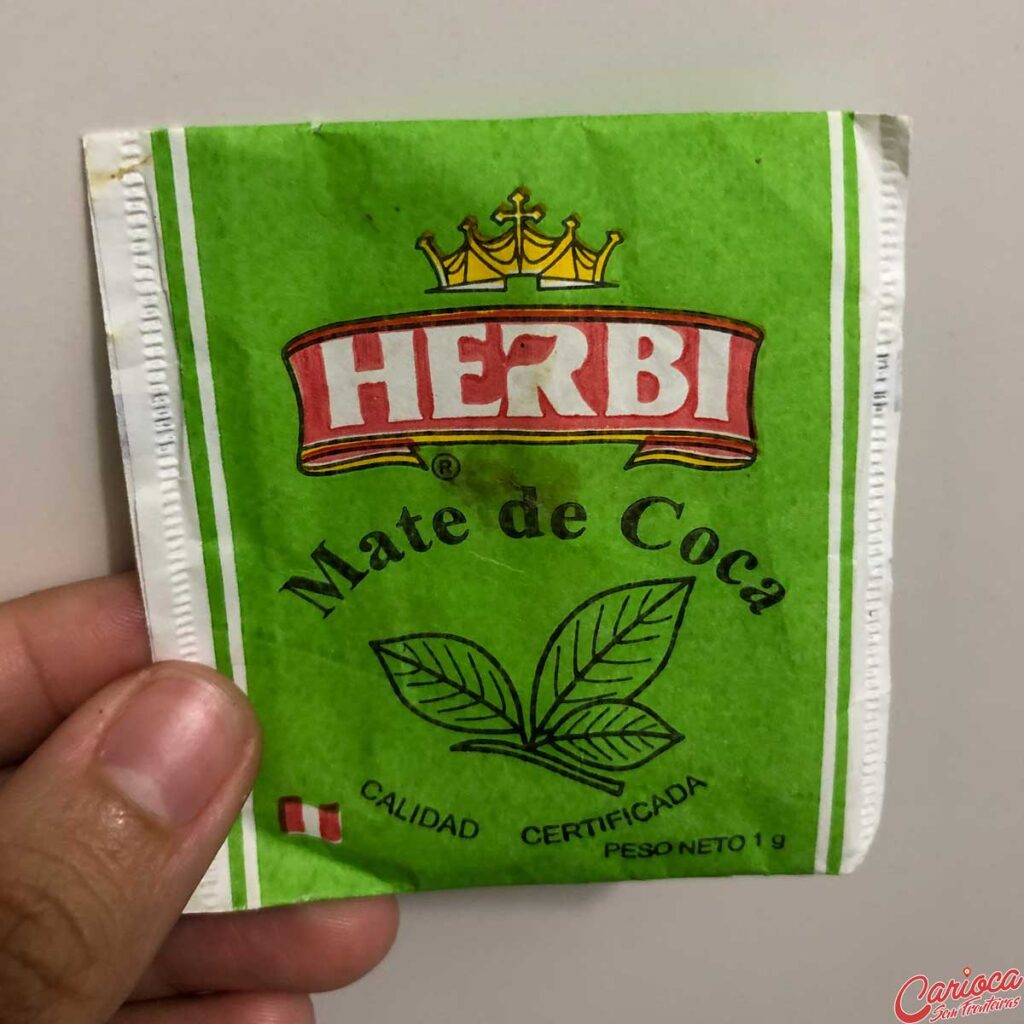 HERBI
®
Mate de Coca
CALIDAD CERTIFICADA
PESO NETO 1 g
Carioca
Sem Fronteiras